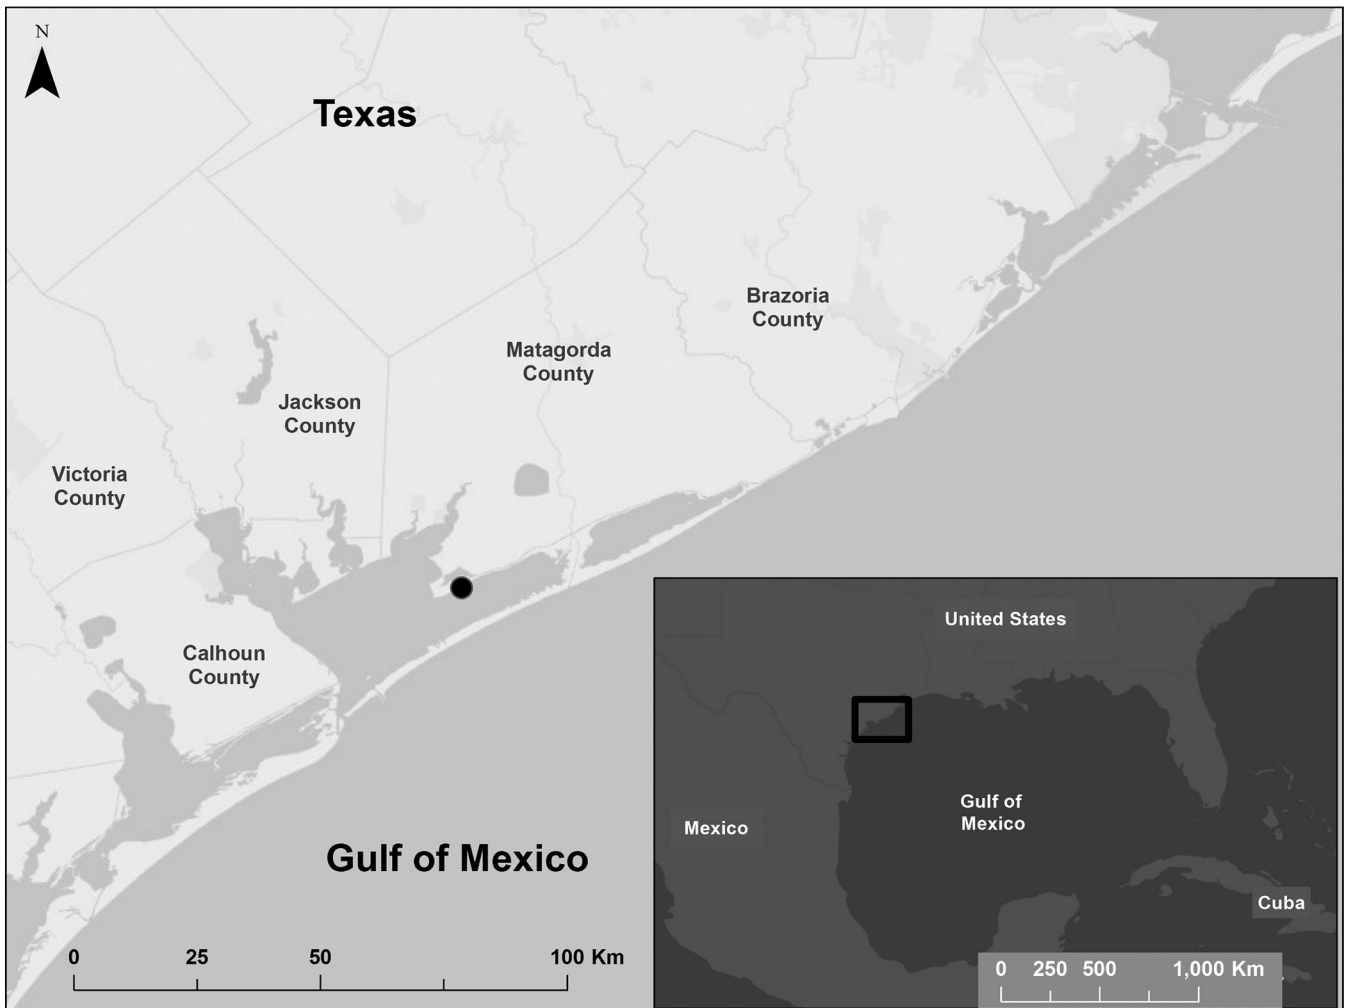 N
Texas
Brazoria
County
Matagorda
County
Jackson
County
Victoria
County
Calhoun
County
Gulf of Mexico
0 25 50 100 Km
United States
Gulf of
Mexico
Mexico
Cuba
0 250 500 1,000 Km